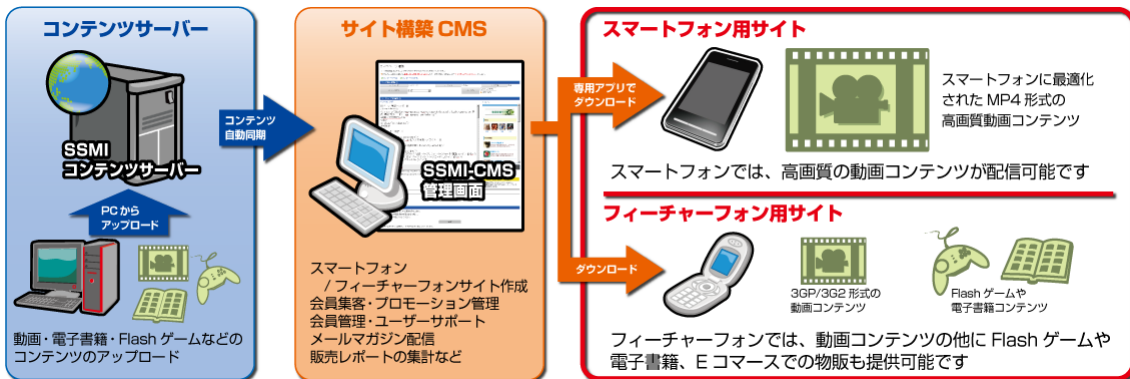 コンテンツサーバー
SSMI
コンテンツサーバー
PCから
アップロード
動画・電子書籍・Flash ゲームなどの
コンテンツのアップロード
コンテンツ
自動同期
サイト構築 CMS
SSMI-CMS
管理画面
スマートフォン
/ フィーチャーフォンサイト作成
会員集客・プロモーション管理
会員管理・ユーザーサポート
メールマガジン配信
販売レポートの集計など
専用アプリで
ダウンロード
ダウンロード
スマートフォン用サイト
スマートフォンに最適化
された MP4 形式の
高画質動画コンテンツ
スマートフォンでは、高画質の動画コンテンツが配信可能です
フィーチャーフォン用サイト
3GP/3G2 形式の
動画コンテンツ
Flash ゲームや
電子書籍コンテンツ
フィーチャーフォンでは、動画コンテンツの他に Flash ゲームや
電子書籍、E コマースでの物販も提供可能です